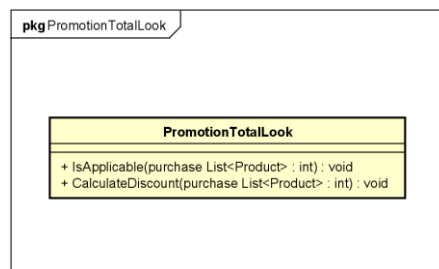 pkg PromotionTotalLook
PromotionTotalLook
+ IsApplicable(purchase List<Product> : int) : void
+ CalculateDiscount(purchase List<Product> : int) : void